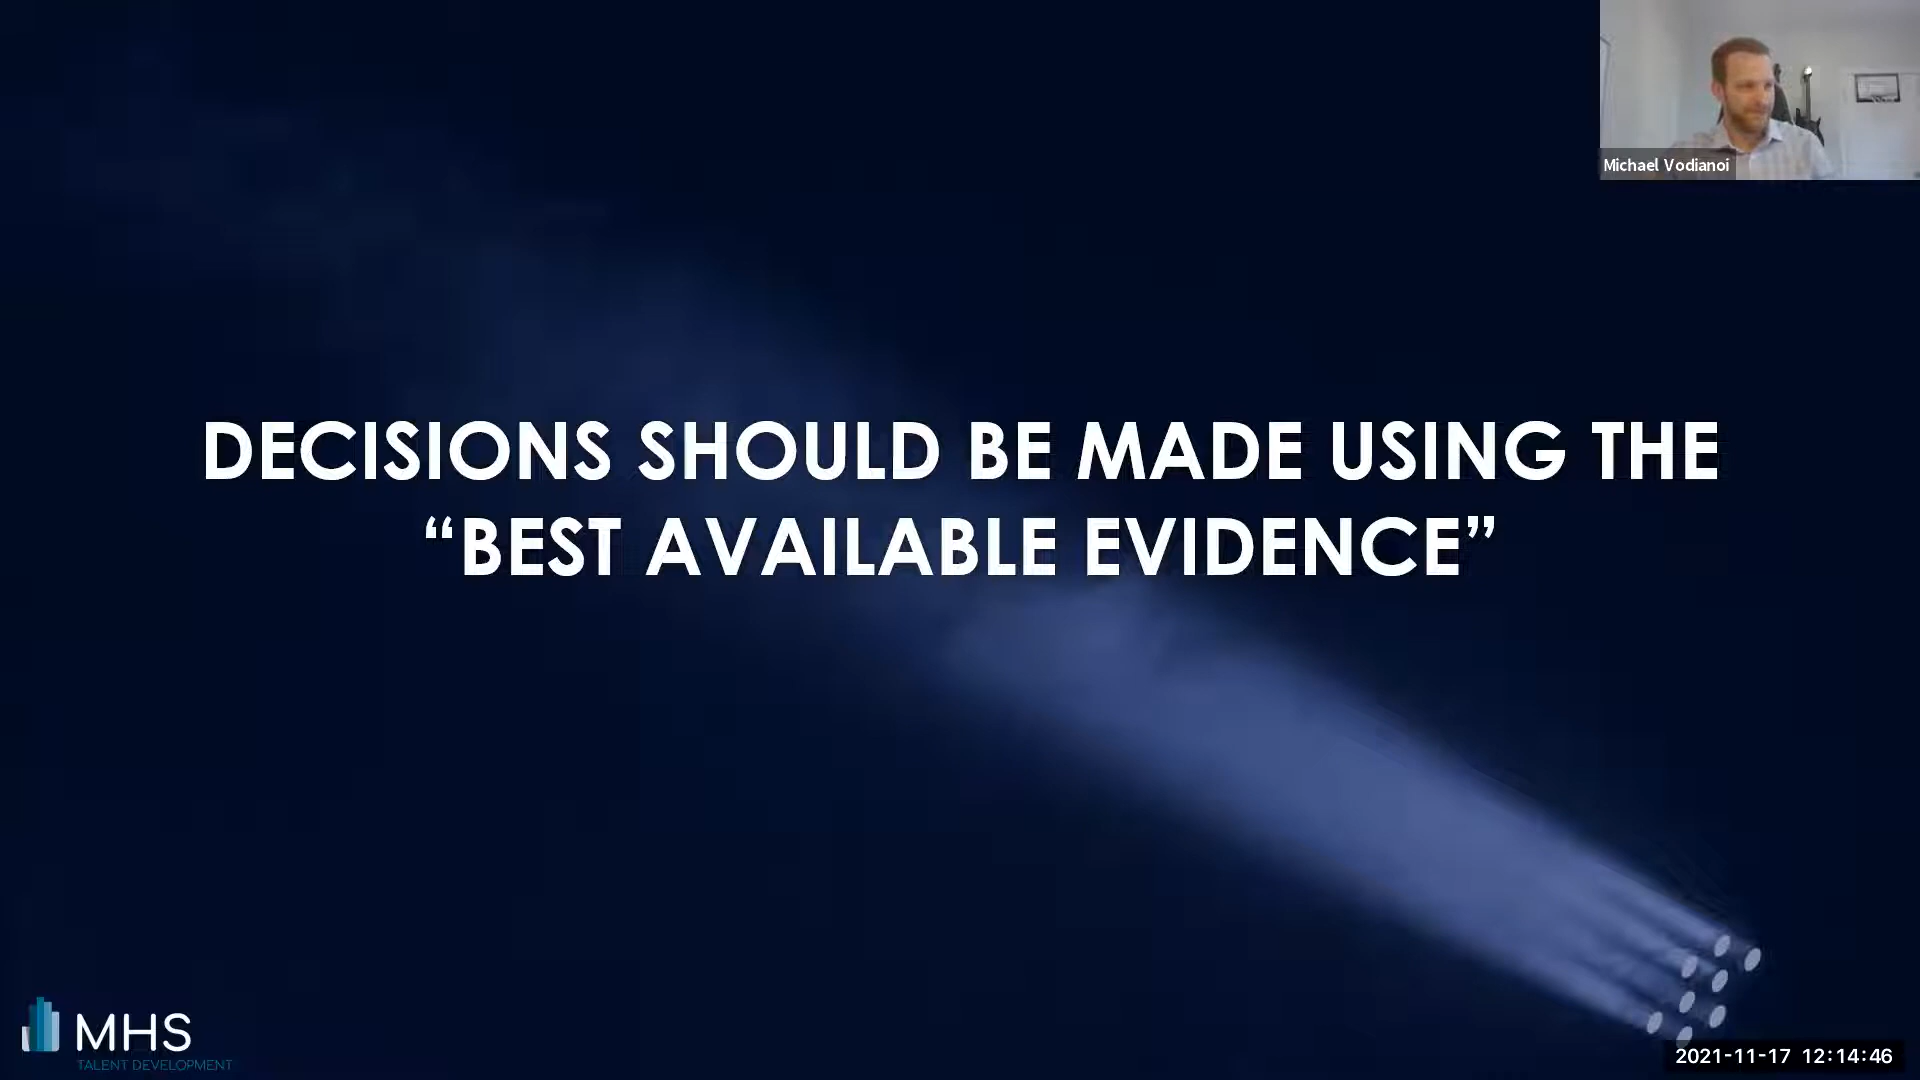 Michael Vodianoi
DECISIONS SHOULD BE MADE USING THE
“BEST AVAILABLE EVIDENCE”
MHS
TALENT DEVELOPMENT
2021-11-17 12:14:46